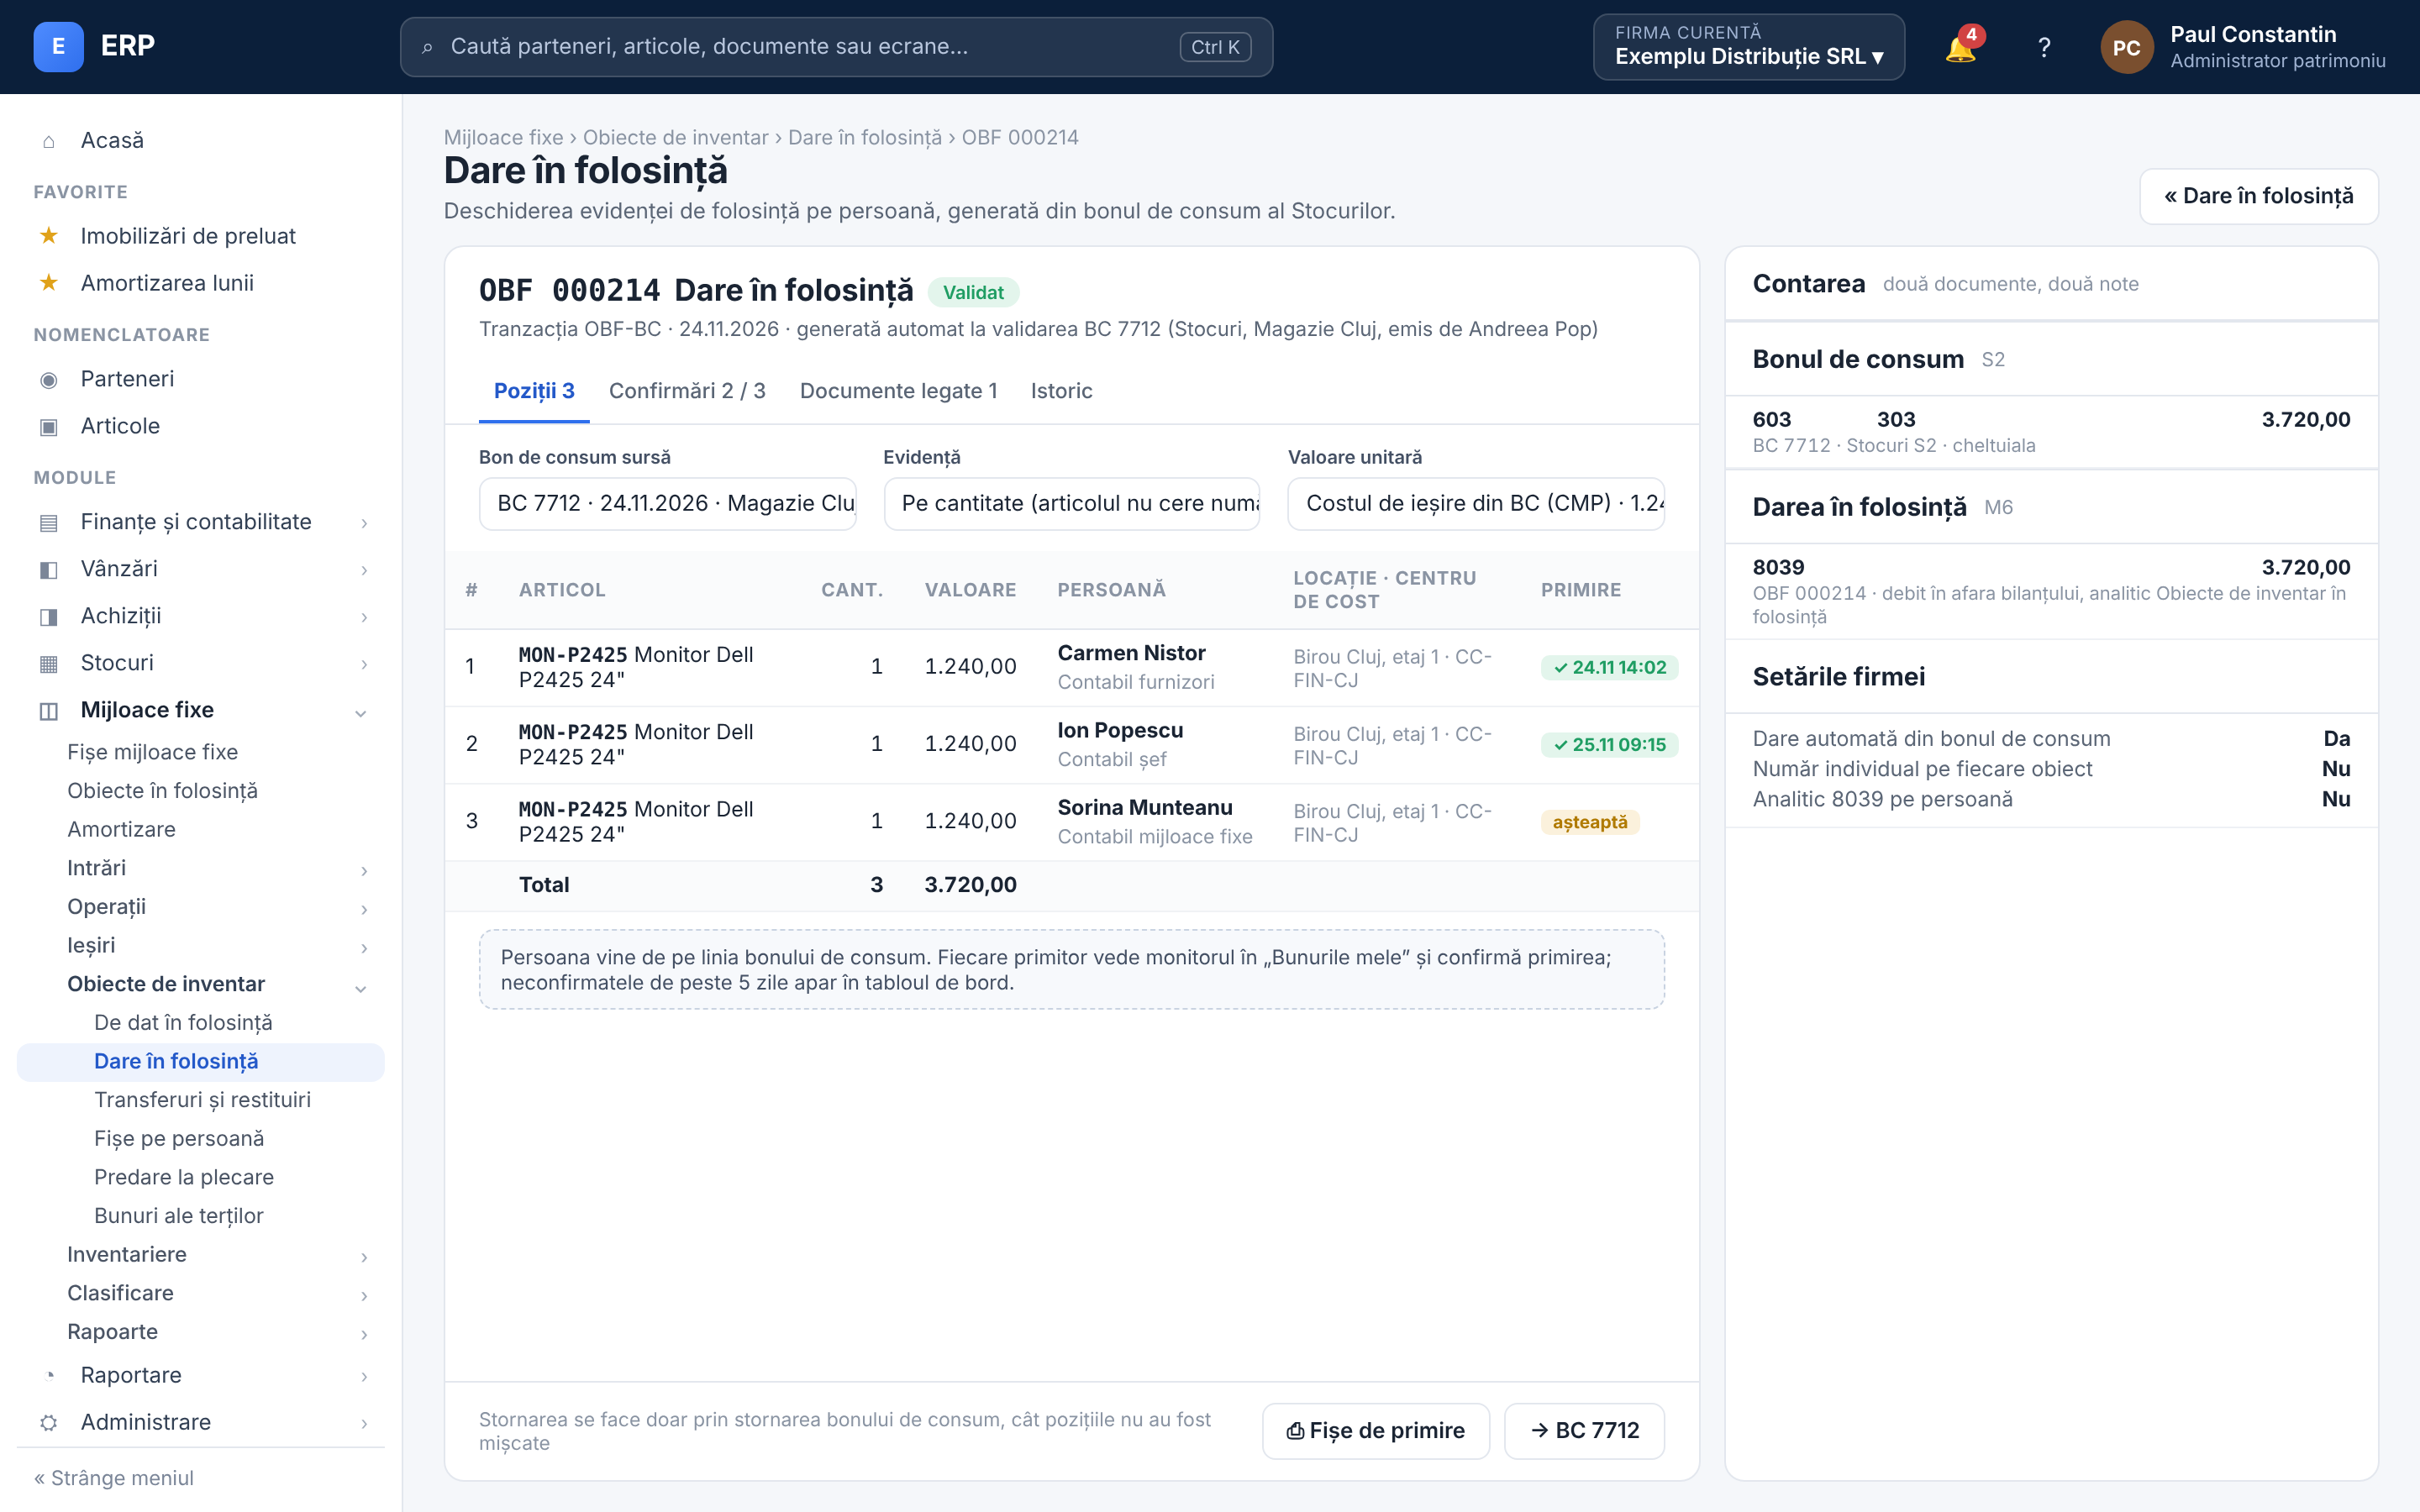 E ERP
Caută parteneri, articole, documente sau ecrane... Ctrl K
FIRMA CURENTĂ
Exemplu Distribuție SRL ▾
4
?
PC
Paul Constantin
Administrator patrimoniu
Acasă
FAVORITE
★ Imobilizări de preluat
★ Amortizarea lunii
NOMENCLATOARE
Parteneri
Articole
MODULE
Finanțe și contabilitate ›
Vânzări ›
Achiziții ›
Stocuri ›
Mijloace fixe
Fișe mijloace fixe
Obiecte în folosință
Amortizare
Intrări ›
Operații ›
Ieșiri ›
Obiecte de inventar
De dat în folosință
Dare în folosință
Transferuri și restituiri
Fișe pe persoană
Predare la plecare
Bunuri ale terților
Inventariere ›
Clasificare ›
Rapoarte ›
Raportare ›
Administrare ›
« Strânge meniul
Mijloace fixe › Obiecte de inventar › Dare în folosință › OBF 000214
Dare în folosință
Deschiderea evidenței de folosință pe persoană, generată din bonul de consum al Stocurilor.
« Dare în folosință
OBF 000214 Dare în folosință Validat
Tranzacția OBF-BC · 24.11.2026 · generată automat la validarea BC 7712 (Stocuri, Magazie Cluj, emis de Andreea Pop)
Poziții 3 Confirmări 2 / 3 Documente legate 1 Istoric
Bon de consum sursă Evidență Valoare unitară
BC 7712 · 24.11.2026 · Magazie Cluj Pe cantitate (articolul nu cere numă Costul de ieșire din BC (CMP) · 1.24
# ARTICOL CANT. VALOARE PERSOANĂ LOCAȚIE · CENTRU DE COST PRIMIRE
1 MON-P2425 Monitor Dell P2425 24" 1 1.240,00 Carmen Nistor Contabil furnizori Birou Cluj, etaj 1 · CC-FIN-CJ ✓ 24.11 14:02
2 MON-P2425 Monitor Dell P2425 24" 1 1.240,00 Ion Popescu Contabil șef Birou Cluj, etaj 1 · CC-FIN-CJ ✓ 25.11 09:15
3 MON-P2425 Monitor Dell P2425 24" 1 1.240,00 Sorina Munteanu Contabil mijloace fixe Birou Cluj, etaj 1 · CC-FIN-CJ așteaptă
Total 3 3.720,00
Persoana vine de pe linia bonului de consum. Fiecare primitor vede monitorul în „Bunurile mele” și confirmă primirea;
neconfirmatele de peste 5 zile apar în tabloul de bord.
Stornarea se face doar prin stornarea bonului de consum, cât pozițiile nu au fost
mișcate
⎙ Fișe de primire
→ BC 7712
Contarea două documente, două note
Bonul de consum S2
603 303 3.720,00
BC 7712 · Stocuri S2 · cheltuiala
Darea în folosință M6
8039 3.720,00
OBF 000214 · debit în afara bilanțului, analitic Obiecte de inventar în
folosință
Setările firmei
Dare automată din bonul de consum Da
Număr individual pe fiecare obiect Nu
Analitic 8039 pe persoană Nu